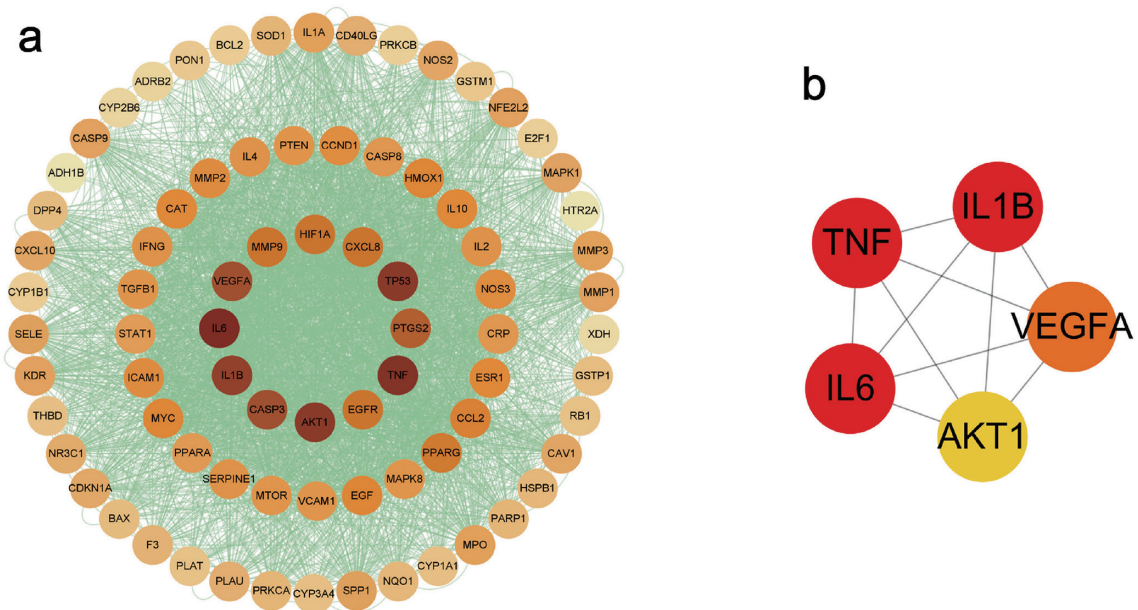 a
IL1A
CD40LG
PRKCB
NOS2
GSTM1
NFE2L2
E2F1
MAPK1
HTR2A
MMP3
MMP1
XDH
GSTP1
RB1
CAV1
HSPB1
PARP1
MPO
CYP1A1
NQO1
SPP1
CYP3A4
PRKCA
PLAU
PLAT
F3
BAX
CDKN1A
NR3C1
THBD
KDR
SELE
CYP1B1
CXCL10
DPP4
ADH1B
CASP9
CYP2B6
ADRB2
PON1
BCL2
SOD1
PTEN
CCND1
CASP8
HMOX1
IL10
IL2
NOS3
CRP
ESR1
CCL2
PPARG
MAPK8
EGF
VCAM1
MTOR
SERPINE1
PPARA
MYC
ICAM1
STAT1
TGFB1
IFNG
CAT
MMP2
IL4
HIF1A
CXCL8
TP53
PTGS2
TNF
EGFR
AKT1
CASP3
IL1B
IL6
VEGFA
MMP9
b
IL1B
TNF
VEGFA
IL6
AKT1